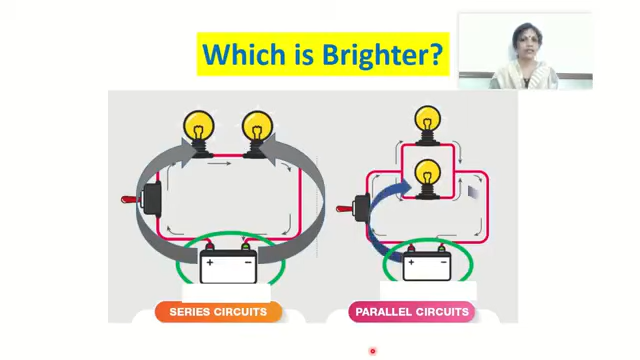 Which is Brighter?
+ −
+ −
SERIES CIRCUITS
PARALLEL CIRCUITS